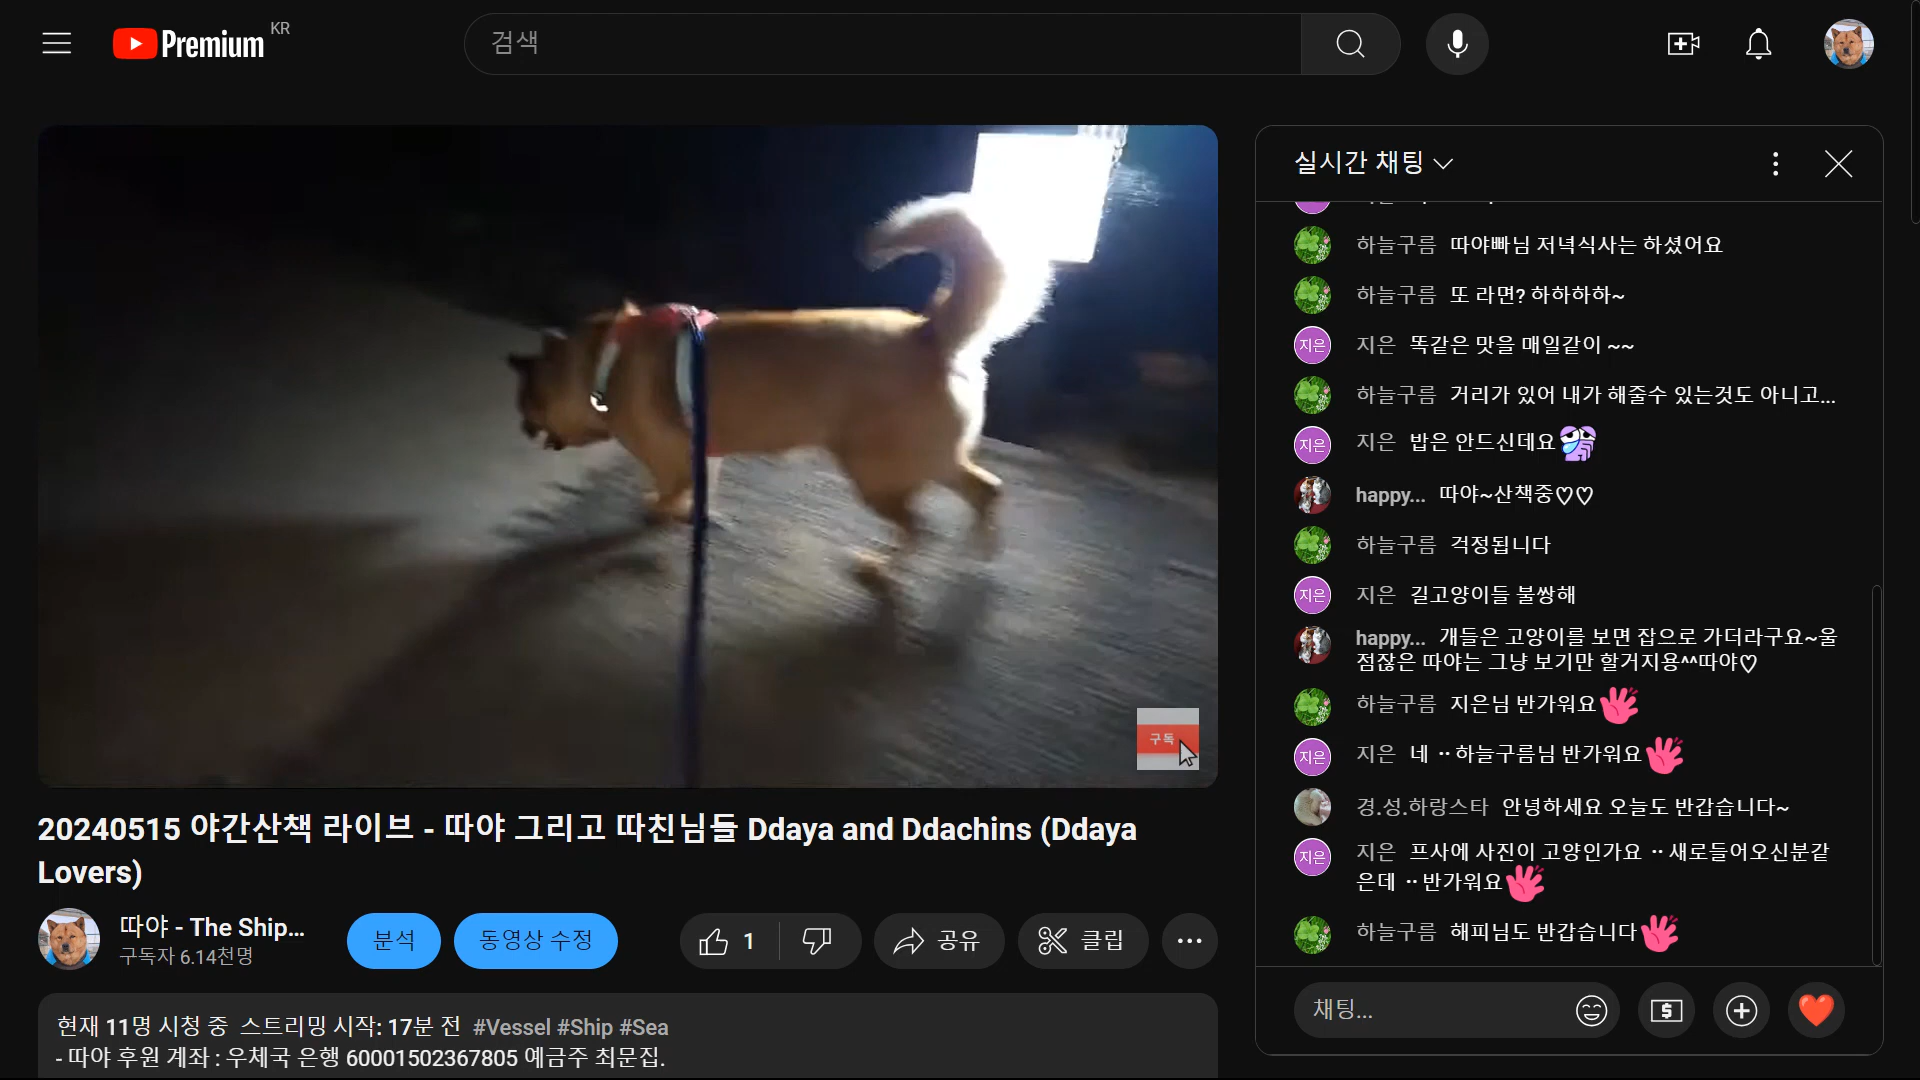 Premium KR
검색
구독
20240515 야간산책 라이브 - 따야 그리고 따친님들 Ddaya and Ddachins (Ddaya
Lovers)
따야 - The Ship...
구독자 6.14천명
분석
동영상 수정
1
공유
클립
현재 11명 시청 중 스트리밍 시작: 17분 전 #Vessel #Ship #Sea
- 따야 후원 계좌 : 우체국 은행 60001502367805 예금주 최문집.
실시간 채팅
하늘구름 따야빠님 저녁식사는 하셨어요
하늘구름 또 라면? 하하하하~
지은 지은 똑같은 맛을 매일같이 ~~
하늘구름 거리가 있어 내가 해줄수 있는것도 아니고...
지은 지은 밥은 안드신데요
happy... 따야~산책중♡♡
하늘구름 걱정됩니다
지은 지은 길고양이들 불쌍해
happy... 개들은 고양이를 보면 잡으로 가더라구요~울
점잖은 따야는 그냥 보기만 할거지용^^따야♡
하늘구름 지은님 반가워요
지은 지은 네 ··하늘구름님 반가워요
경.성.하랑스타 안녕하세요 오늘도 반갑습니다~
지은 지은 프사에 사진이 고양인가요 ··새로들어오신분같
은데 ··반가워요
하늘구름 해피님도 반갑습니다
채팅...